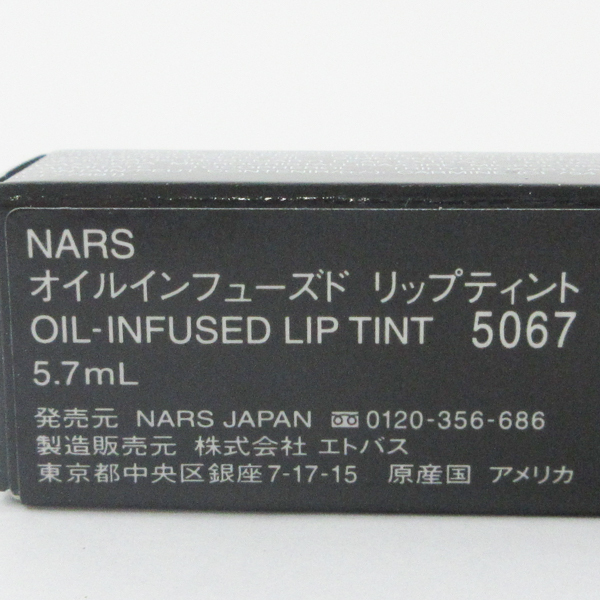 NARS
オイルインフューズド リップティント
OIL-INFUSED LIP TINT 5067
5.7mL
発売元 NARS JAPAN 0120-356-686
製造販売元 株式会社 エトバス
東京都中央区銀座7-17-15 原産国 アメリカ